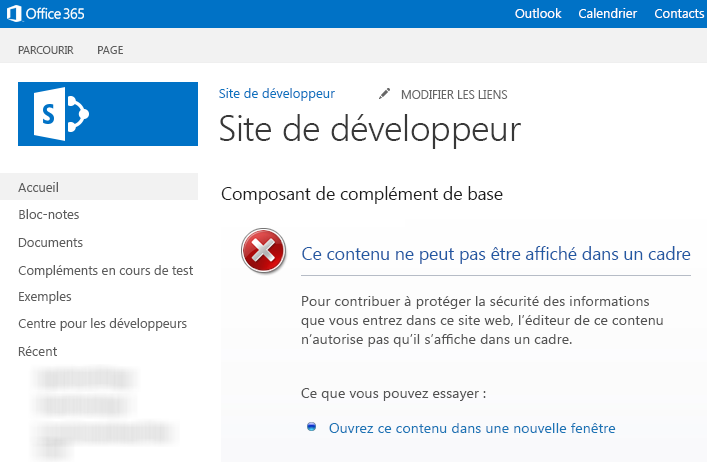 Office 365
Outlook Calendrier Contacts
PARCOURIR PAGE
S
Site de développeur MODIFIER LES LIENS
Site de développeur
Accueil
Bloc-notes
Documents
Compléments en cours de test
Exemples
Centre pour les développeurs
Récent
Composant de complément de base
Ce contenu ne peut pas être affiché dans un cadre
Pour contribuer à protéger la sécurité des informations
que vous entrez dans ce site web, l’éditeur de ce contenu
n’autorise pas qu’il s’affiche dans un cadre.
Ce que vous pouvez essayer :
Ouvrez ce contenu dans une nouvelle fenêtre